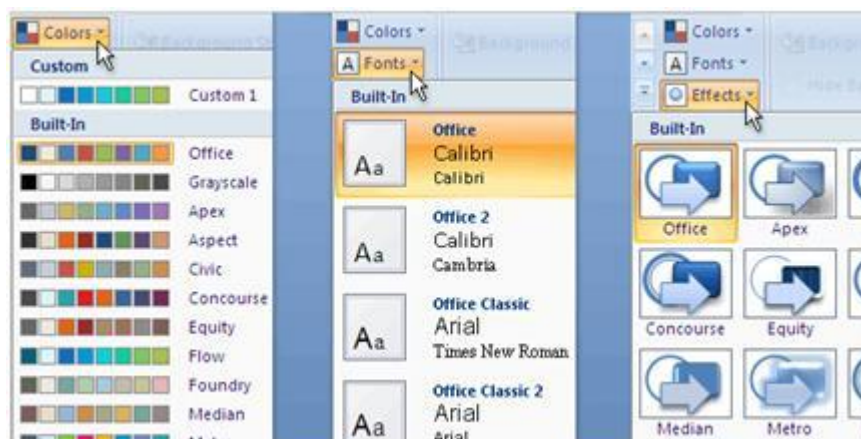 Colors
Custom
Custom 1
Built-In
Office
Grayscale
Apex
Aspect
Civic
Concourse
Equity
Flow
Foundry
Median
Colors
A Fonts
Built-In
Aa
Office
Calibri
Calibri
Aa
Office 2
Calibri
Cambria
Aa
Office Classic
Arial
Times New Roman
Aa
Office Classic 2
Arial
Arial
Colors
A Fonts
Effects
Built-In
Office Apex
Concourse Equity
Median Metro